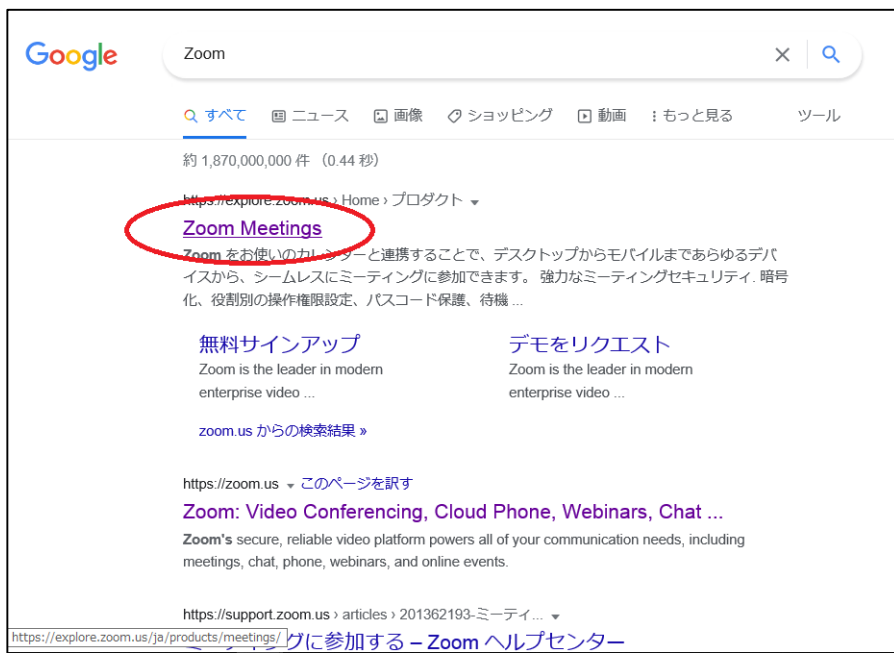 Google
Zoom
すべて ニュース 画像 ショッピング 動画 もっと見る ツール
約 1,870,000,000 件 (0.44 秒)
https://explore.zoom.us › Home › プロダクト
Zoom Meetings
Zoom をお使いのカレンダーと連携することで、デスクトップからモバイルまであらゆるデバ
イスから、シームレスにミーティングに参加できます。 強力なミーティングセキュリティ. 暗号
化、役割別の操作権限設定、パスコード保護、待機 ...
無料サインアップ
Zoom is the leader in modern
enterprise video ...
デモをリクエスト
Zoom is the leader in modern
enterprise video ...
zoom.us からの検索結果 »
https://zoom.us このページを訳す
Zoom: Video Conferencing, Cloud Phone, Webinars, Chat ...
Zoom's secure, reliable video platform powers all of your communication needs, including
meetings, chat, phone, webinars, and online events.
https://support.zoom.us › articles › 201362193-ミーティ...
ミーティングに参加する – Zoom ヘルプセンター
https://explore.zoom.us/ja/products/meetings/